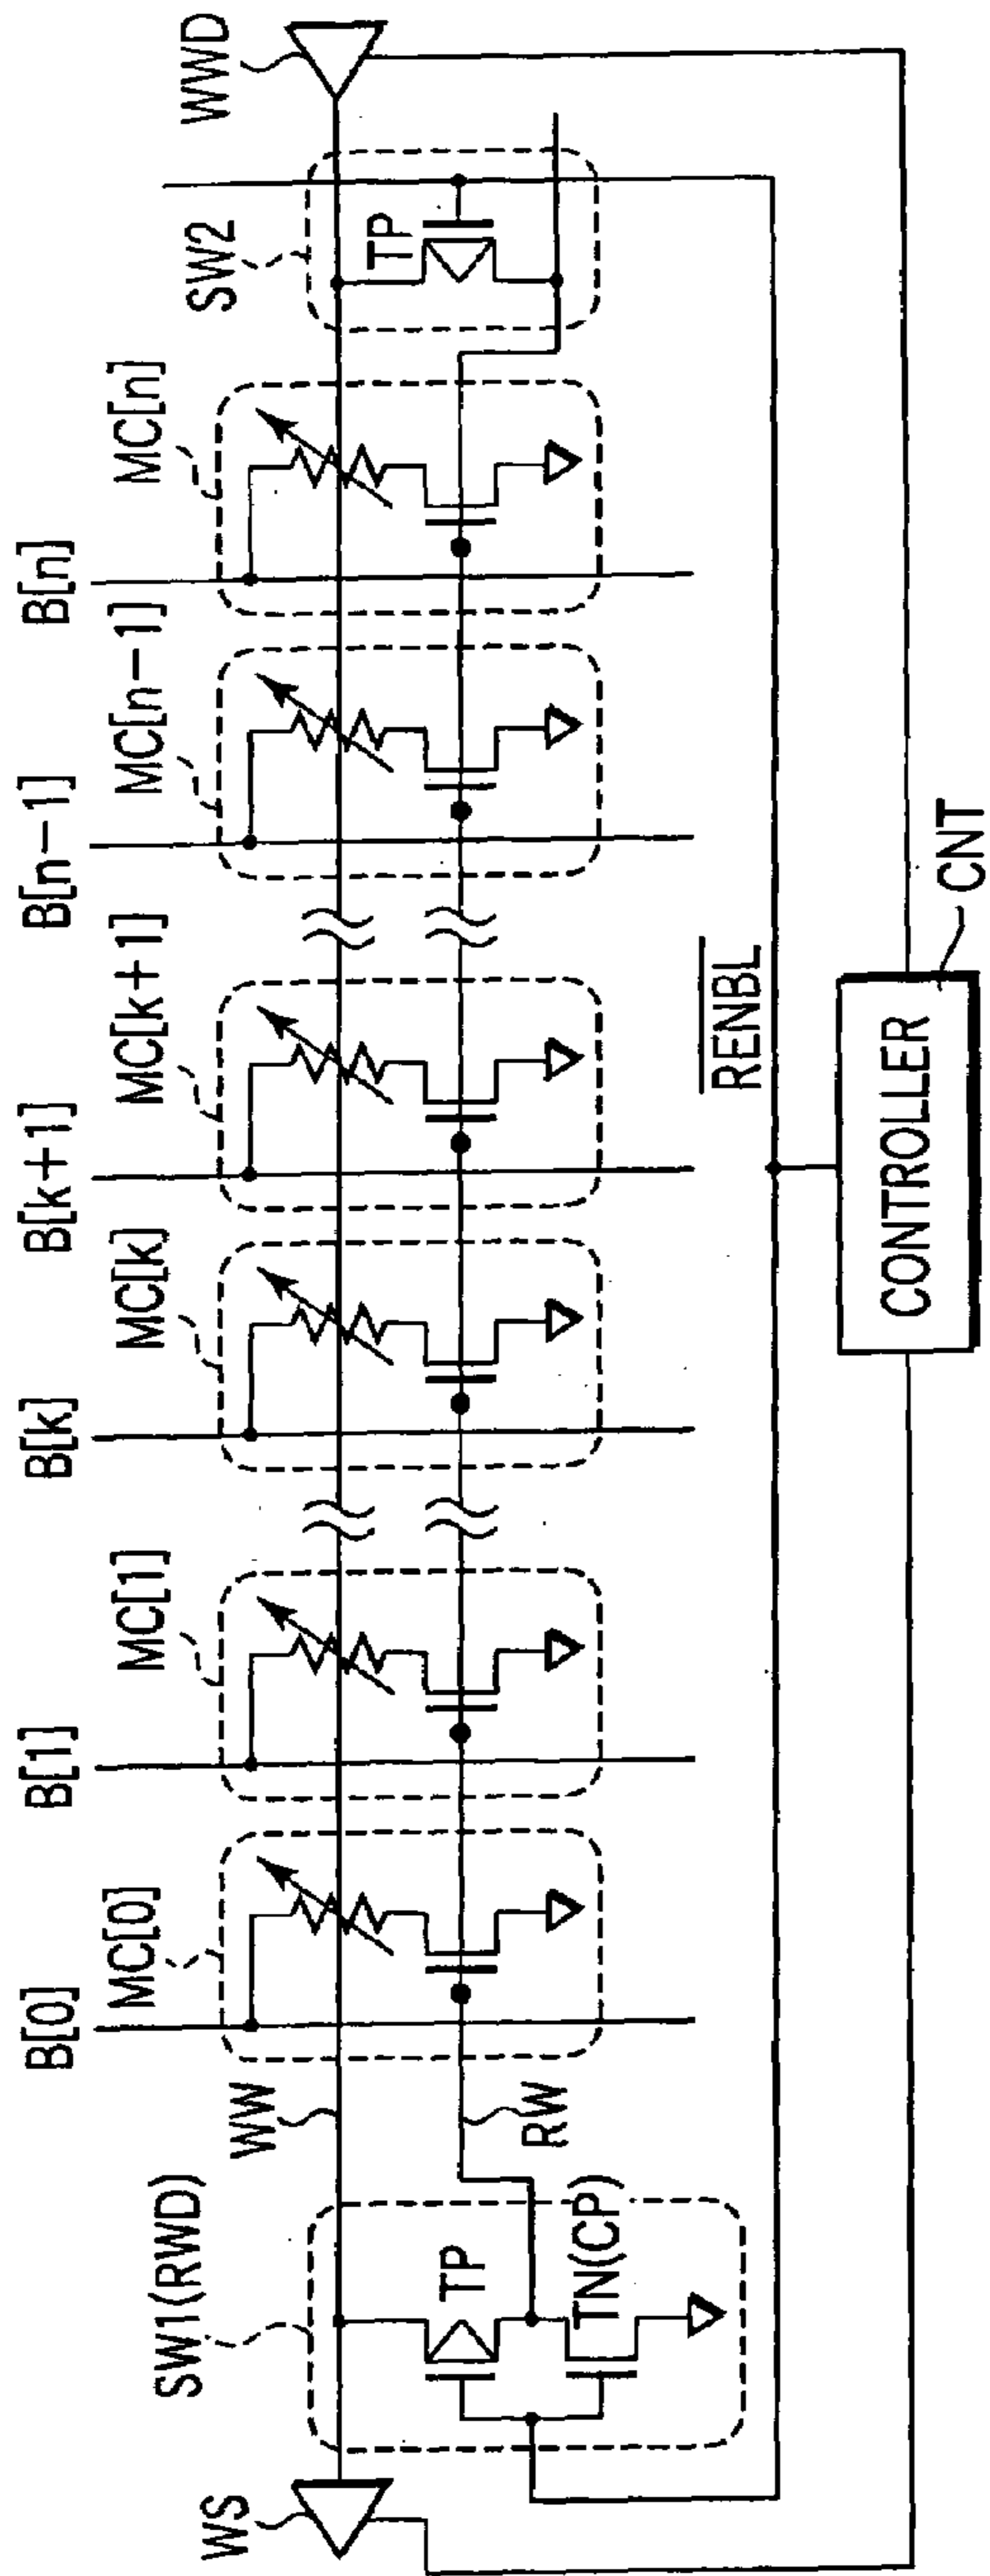 B[0]
B[1]
B[k]
B[k+1]
B[n-1]
B[n]
MC[0]
MC[1]
MC[k]
MC[k+1]
MC[n-1]
MC[n]
SW1(RWD)
WW
SW2
WWD
WS
TP
TP
RW
TN(CP)
RENBL
CONTROLLER
CNT